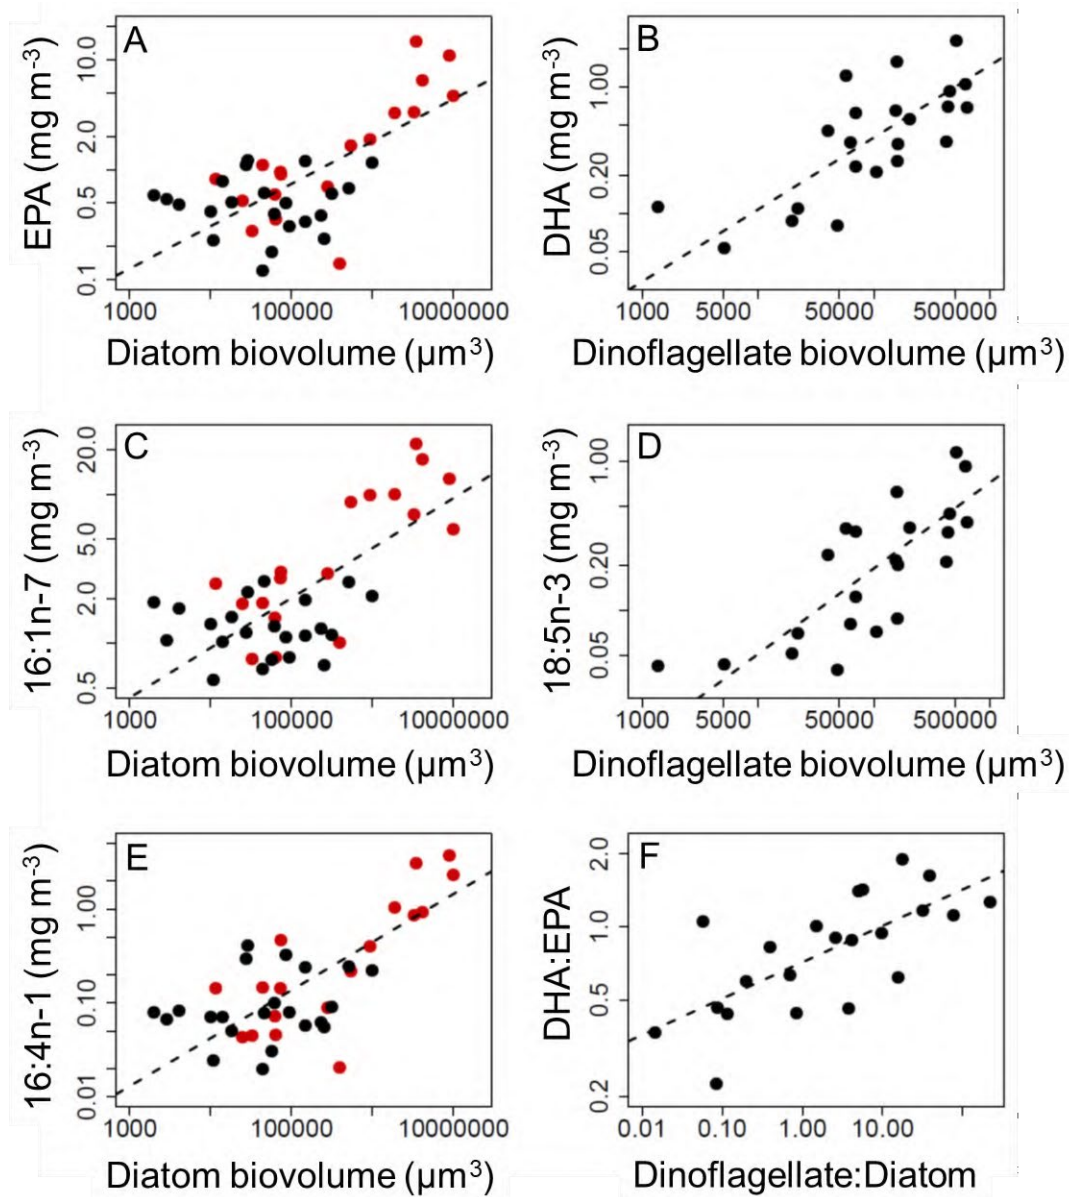 A
EPA (mg m-3)
10.0
2.0
0.5
0.1
1000 100000 10000000
Diatom biovolume (µm3)
B
DHA (mg m-3)
1.00
0.20
0.05
1000 5000 50000 500000
Dinoflagellate biovolume (µm3)
C
16:1n-7 (mg m-3)
20.0
5.0
2.0
0.5
1000 100000 10000000
Diatom biovolume (µm3)
D
18:5n-3 (mg m-3)
1.00
0.20
0.05
1000 5000 50000 500000
Dinoflagellate biovolume (µm3)
E
16:4n-1 (mg m-3)
1.00
0.10
0.01
1000 100000 10000000
Diatom biovolume (µm3)
F
DHA:EPA
2.0
1.0
0.5
0.2
0.01 0.10 1.00 10.00
Dinoflagellate:Diatom